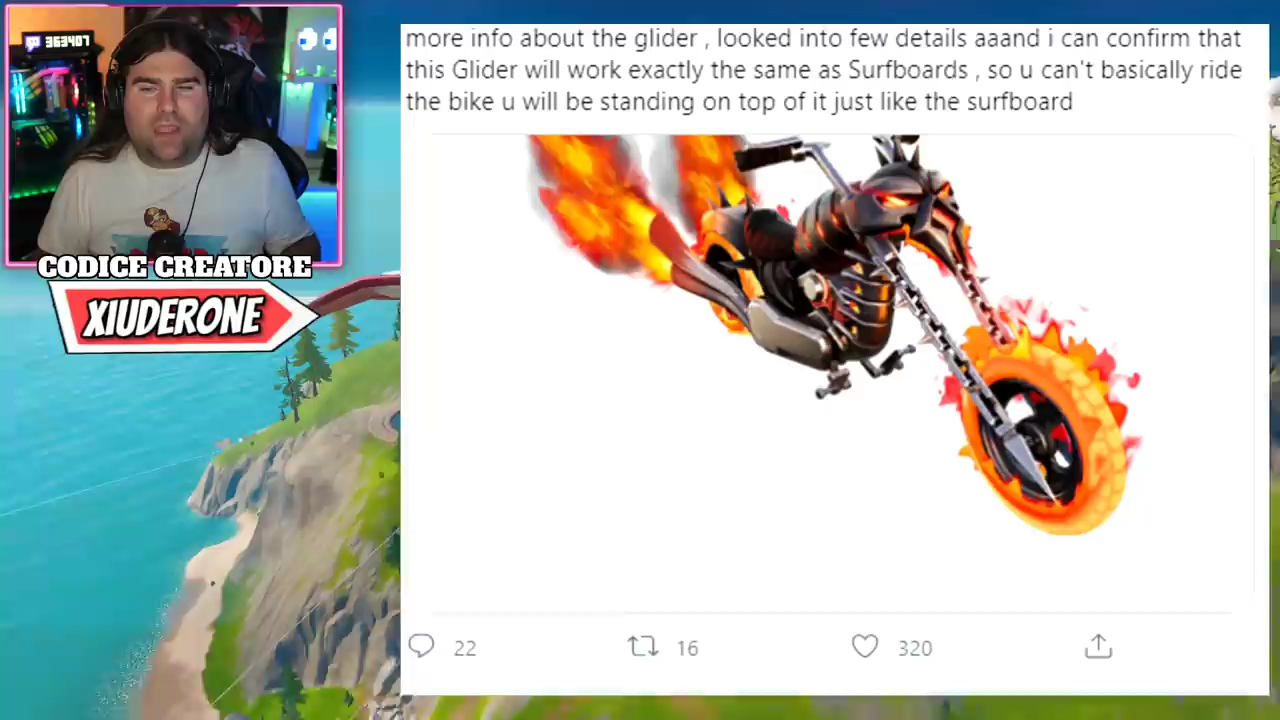 363407
CODICE CREATORE
XIUDERONE
more info about the glider , looked into few details aaand i can confirm that
this Glider will work exactly the same as Surfboards , so u can't basically ride
the bike u will be standing on top of it just like the surfboard
22
16
320